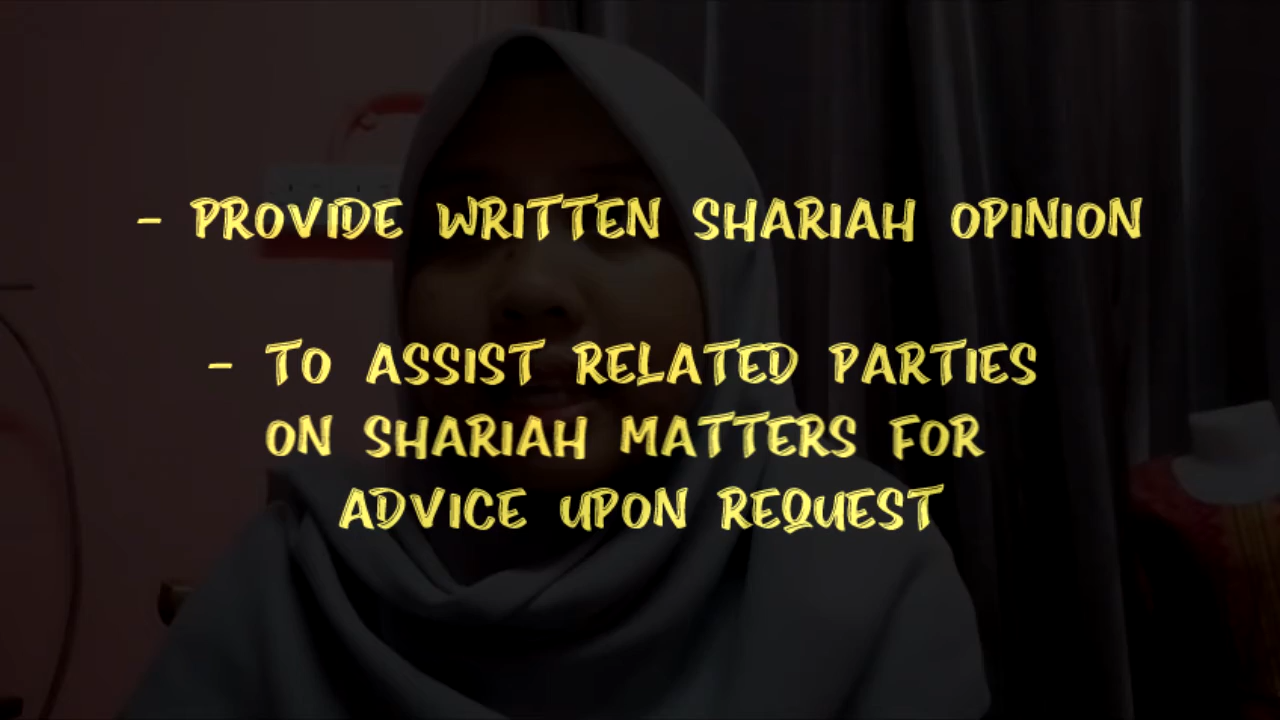 - PROVIDE WRITTEN SHARIAH OPINION
- TO ASSIST RELATED PARTIES
ON SHARIAH MATTERS FOR
ADVICE UPON REQUEST